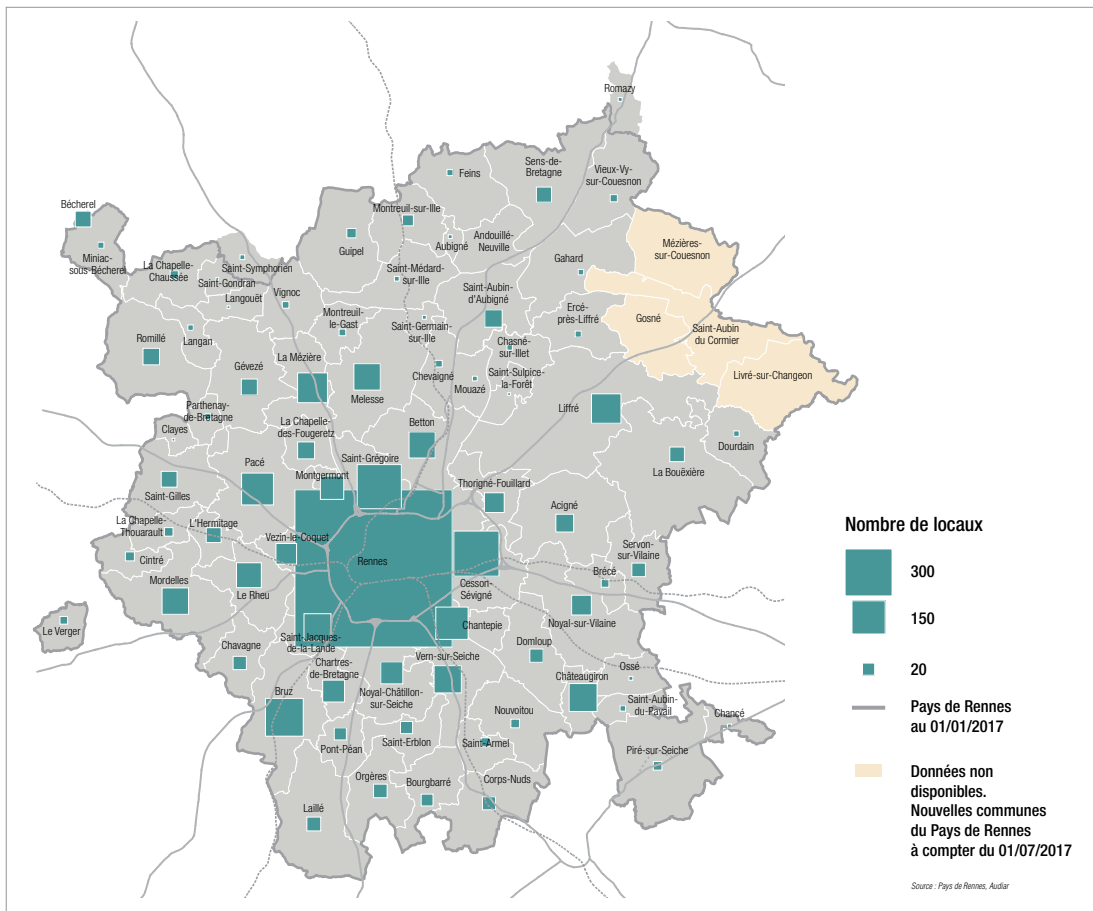 Romazy
Sens-de-
Bretagne
Vieux-Vy-
sur-Couesnon
Feins
Bécherel
Montreuil-sur-Ille
Andouillé-
Neuville
Aubigné
Mézières-
sur-Couesnon
Miniac-
sous-Bécherel
Guipel
La Chapelle-
Chaussée
Saint-Symphorien
Gahard
Saint-Médard-
sur-Ille
Saint-Gondran
Langouët
Vignoc
Saint-Aubin-
d'Aubigné
Montreuil-
le-Gast
Saint-Germain-
sur-Ille
Ercé-
près-Liffré
Gosné
Saint-Aubin
du Cormier
Romillé
Langan
Chasné-
sur-Illet
La Mézière
Gévezé
Chevaigné
Mouazé
Saint-Sulpice-
la-Forêt
Livré-sur-Changeon
Melesse
Parthenay-
de-Bretagne
Liffré
Clayes
La Chapelle-
des-Fougeretz
Betton
Dourdain
Pacé
Saint-Grégoire
La Bouëxière
Saint-Gilles
Montgermont
Thorigné-Fouillard
Acigné
La Chapelle-
Thouarault
L'Hermitage
Vezin-le-Coquet
Servon-
sur-Vilaine
Cintré
Rennes
Mordelles
Le Rheu
Cesson-
Sévigné
Brécé
Noyal-sur-Vilaine
Le Verger
Chantepie
Saint-Jacques-
de-la-Lande
Chavagne
Domloup
Vern-sur-Seiche
Chartres-
de-Bretagne
Ossé
Châteaugiron
Bruz
Noyal-Châtillon-
sur-Seiche
Saint-Aubin-
du-Pavail
Nouvoitou
Chancé
Pont-Péan
Saint-Erblon
Saint-Armel
Piré-sur-Seiche
Orgères
Bourgbarré
Corps-Nuds
Laillé
Nombre de locaux
300
150
20
Pays de Rennes
au 01/01/2017
Données non
disponibles.
Nouvelles communes
du Pays de Rennes
à compter du 01/07/2017
Source : Pays de Rennes, Audiar